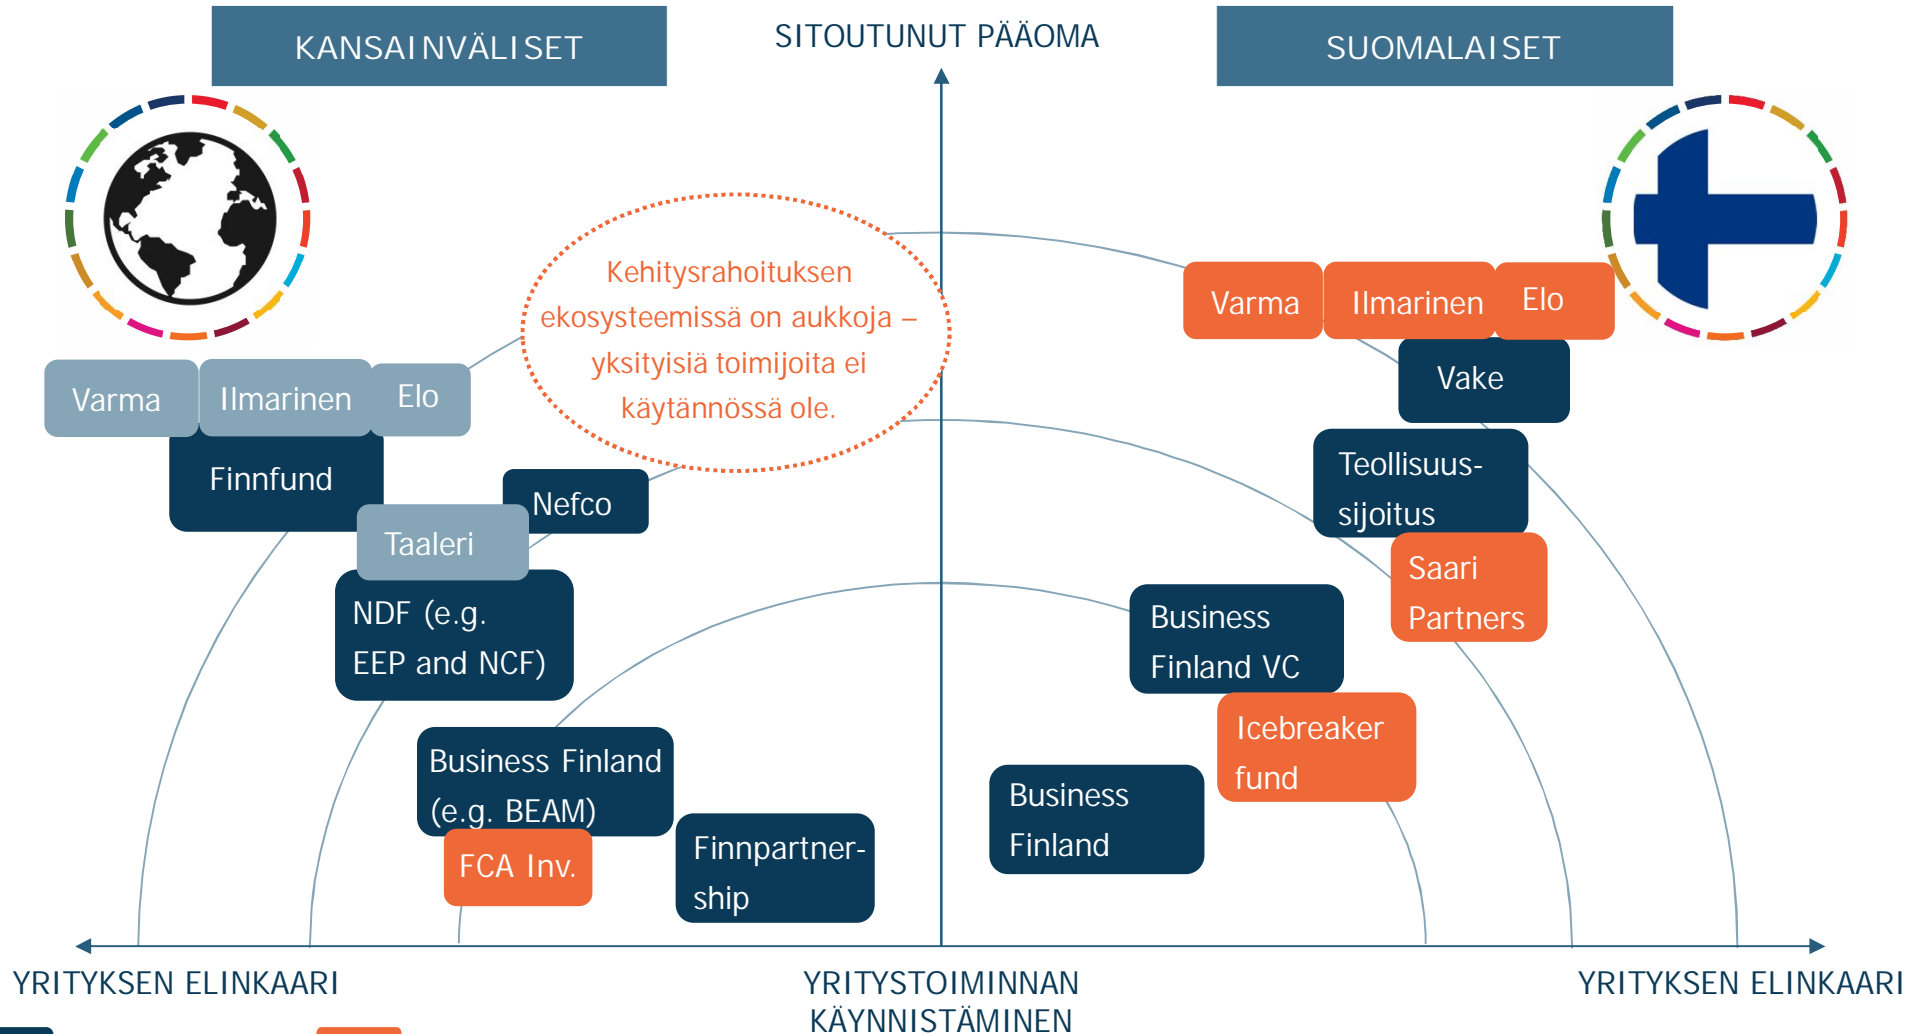 KANSAINVÄLISET
SITOUTUNUT PÄÄOMA
SUOMALAISET
Kehitysrahoituksen
ekosysteemissä on aukkoja –
yksityisiä toimijoita ei
käytännössä ole.
Varma
Ilmarinen
Elo
Finnfund
Nefco
Taaleri
NDF (e.g.
EEP and NCF)
Business Finland
(e.g. BEAM)
FCA Inv.
Finnpartner-
ship
Varma
Ilmarinen
Elo
Vake
Teollisuus-
sijoitus
Saari
Partners
Business
Finland VC
Icebreaker
fund
Business
Finland
YRITYKSEN ELINKAARI
YRITYSTOIMINNAN
KÄYNNISTÄMINEN
YRITYKSEN ELINKAARI